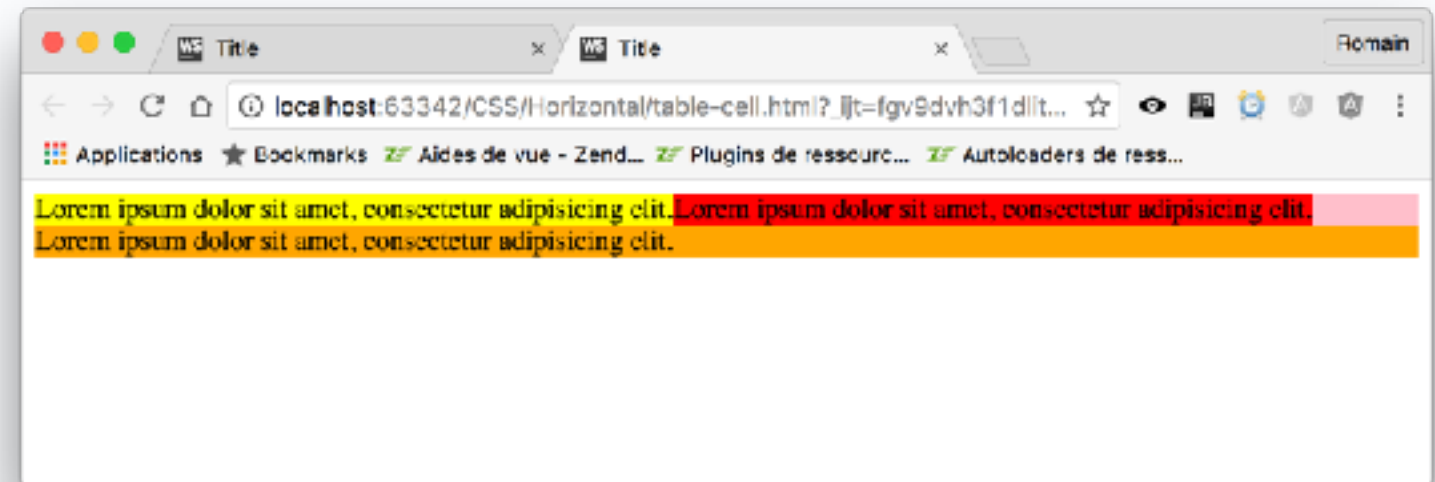 Title
Title
Romain
localhost:63342/CSS/Horizontal/table-cell.html?_ijt=fgv9dvh3f1dlit...
Applications Bookmarks Aides de vue - Zend... Plugins de ressourc... Autoloaders de ress...
Lorem ipsum dolor sit amet, consectetur adipisicing elit.Lorem ipsum dolor sit amet, consectetur adipisicing elit.
Lorem ipsum dolor sit amet, consectetur adipisicing elit.